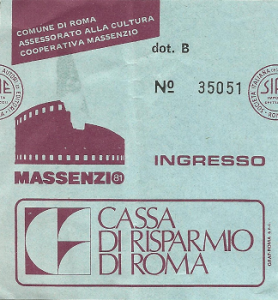 COMUNE DI ROMA
ASSESSORATO ALLA CULTURA
COOPERATIVA MASSENZIO
dot. B
Nº 35051
SIAE
INGRESSO
MASSENZIO 81
CASSA
DI RISPARMIO
DI ROMA